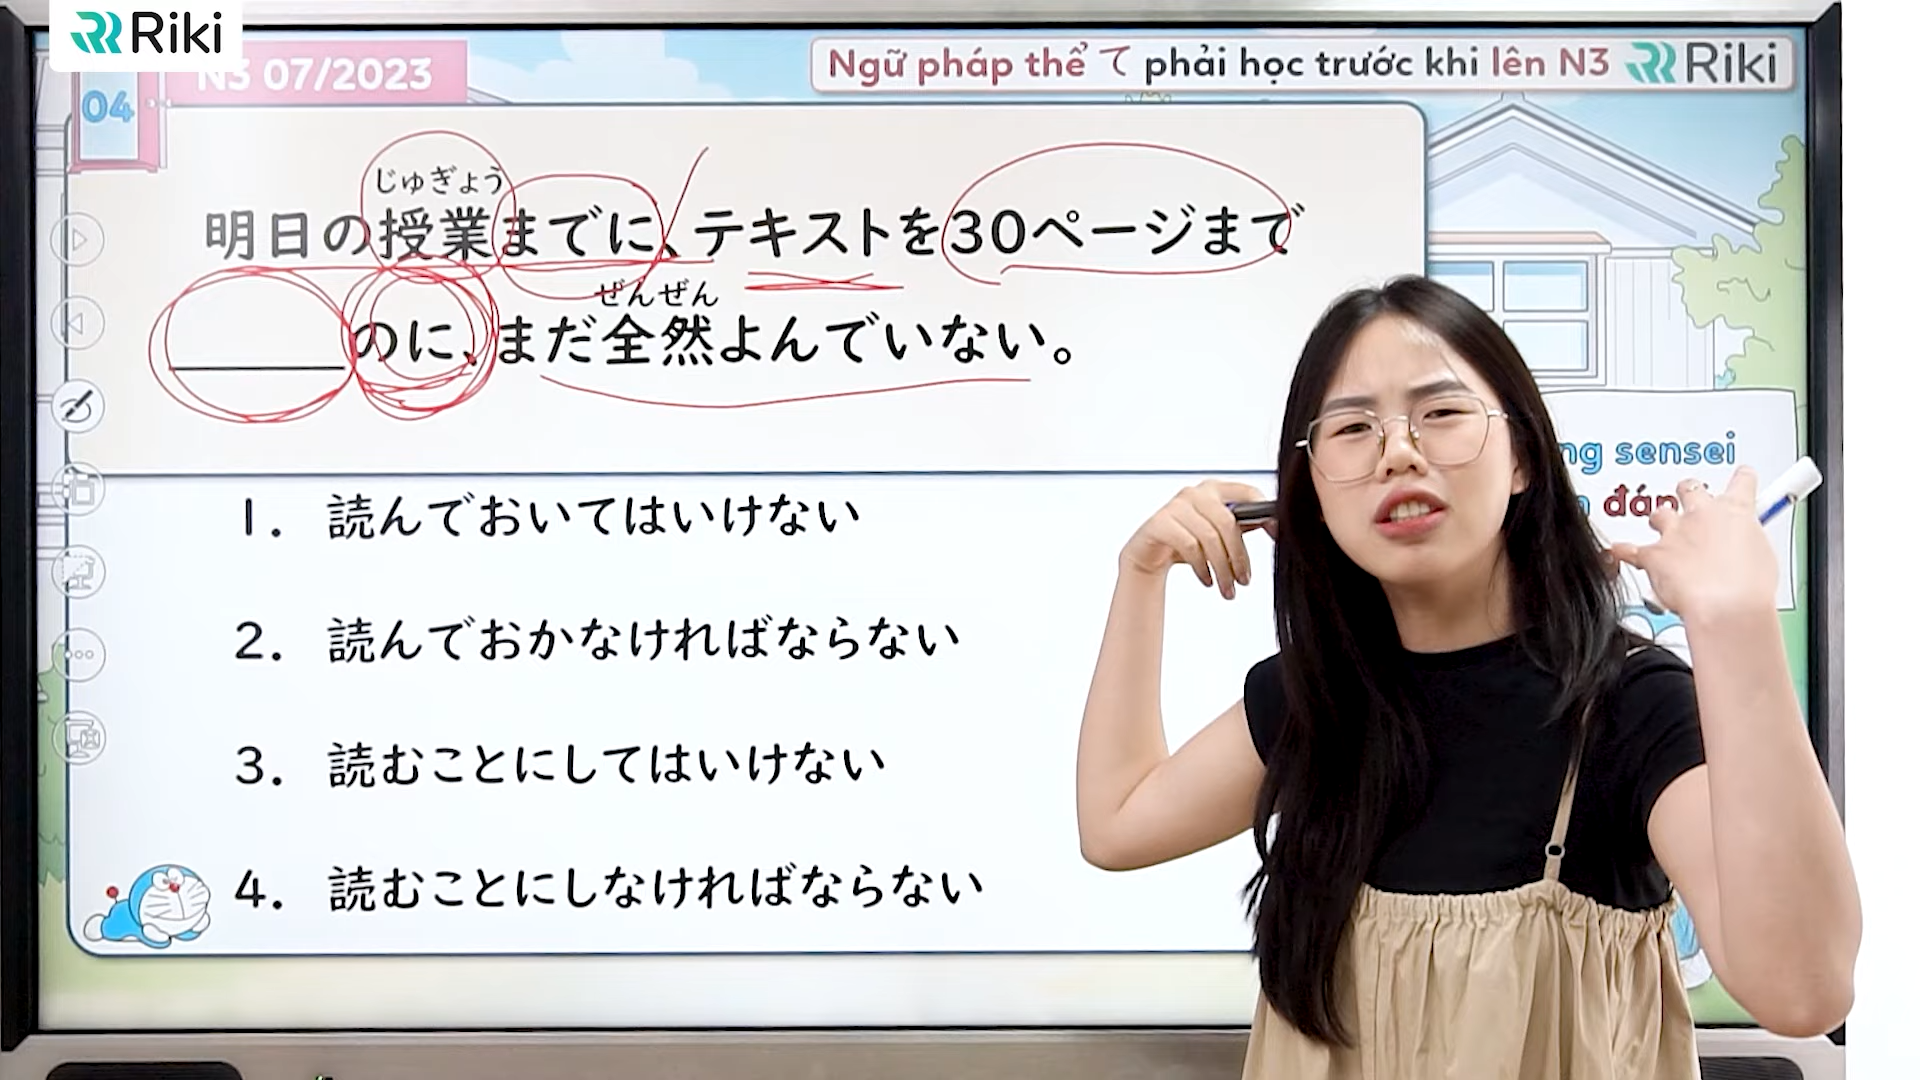 Riki
N3 07/2023
Ngữ pháp thể て phải học trước khi lên N3 Riki
04
じゅぎょう
明日の授業までに、テキストを30ページまで
ぜんぜん
のに、まだ全然よんでいない。
sensei
1. 読んでおいてはいけない
2. 読んでおかなければならない
3. 読むことにしてはいけない
4. 読むことにしなければならない